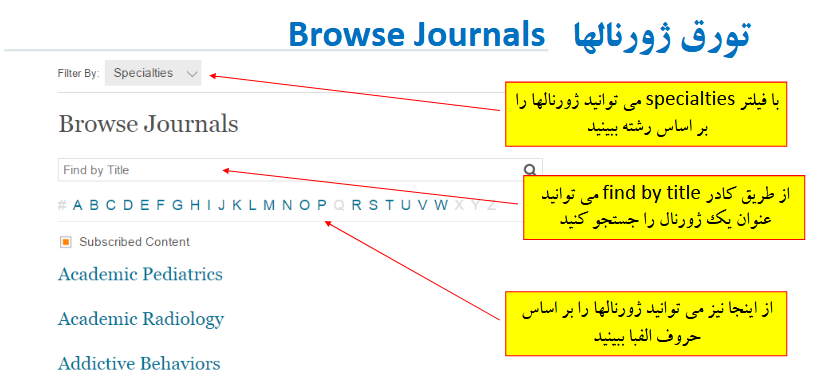 تورق ژورنالها Browse Journals
Filter By: Specialties
با فیلتر specialties می توانید ژورنالها را
بر اساس رشته ببینید
Browse Journals
Find by Title
از طریق کادر find by title می توانید
عنوان یک ژورنال را جستجو کنید
# A B C D E F G H I J K L M N O P Q R S T U V W X Y Z
Subscribed Content
Academic Pediatrics
Academic Radiology
از اینجا نیز می توانید ژورنالها را بر اساس
حروف الفبا ببینید
Addictive Behaviors